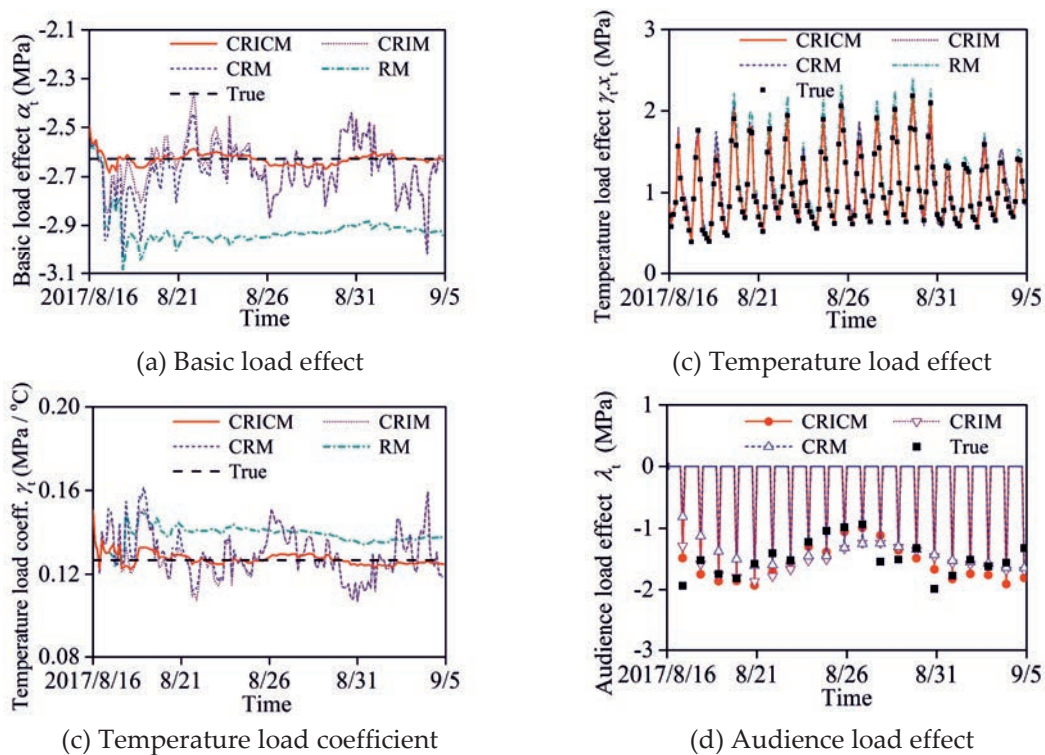 Basic load effect αt (MPa)
-2.1
-2.3
-2.5
-2.7
-2.9
-3.1
CRICM
CRIM
CRM
RM
True
2017/8/16
8/21
8/26
8/31
9/5
Time
(a) Basic load effect
Temperature load effect γt.xt (MPa)
3
2
1
0
CRICM
CRIM
CRM
RM
True
2017/8/16
8/21
8/26
8/31
9/5
Time
(c) Temperature load effect
Temperature load coeff. γt (MPa / °C)
0.20
0.16
0.12
0.08
CRICM
CRIM
CRM
RM
True
2017/8/16
8/21
8/26
8/31
9/5
Time
(c) Temperature load coefficient
Audience load effect λt (MPa)
1
0
-1
-2
-3
CRICM
CRIM
CRM
True
2017/8/16
8/21
8/26
8/31
9/5
Time
(d) Audience load effect